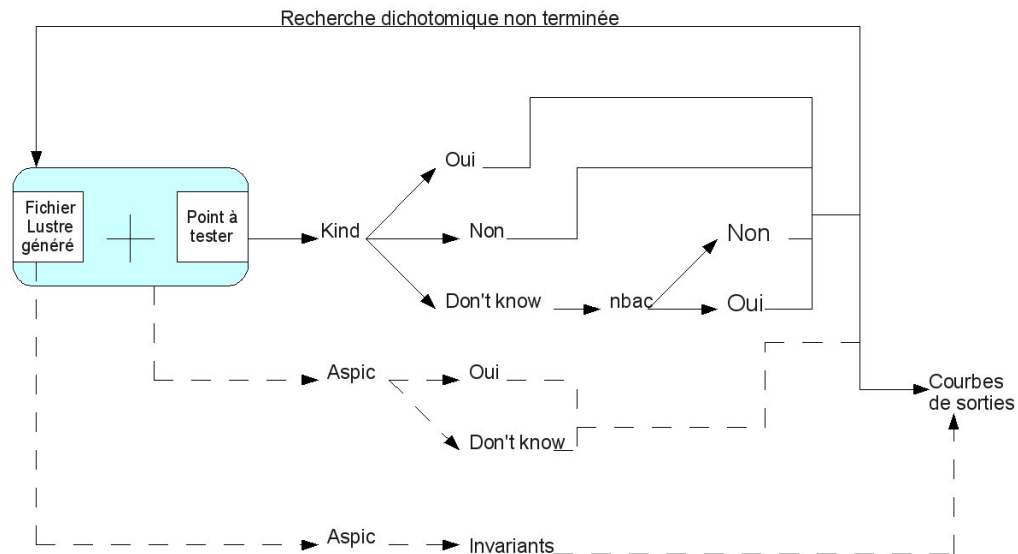 Recherche dichotomique non terminée
Oui
Fichier
Lustre
généré
Point à
tester
Kind
Non
Non
Don't know
nbac
Oui
Aspic
Oui
Courbes
de sorties
Don't know
Aspic
Invariants